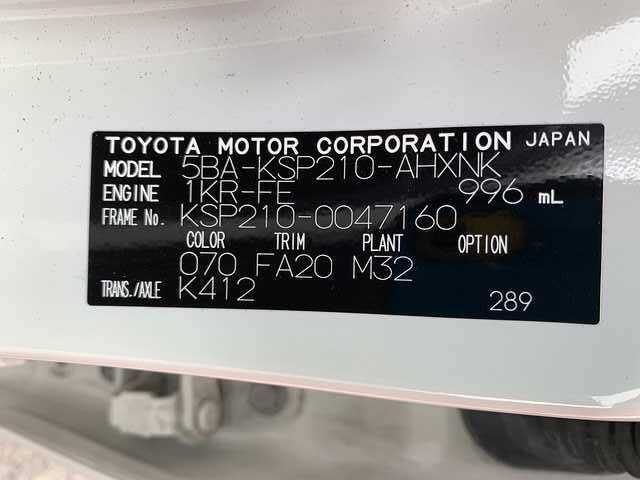 TOYOTA MOTOR CORPORATION JAPAN
MODEL 5BA-KSP210-AHXNK
ENGINE 1KR-FE 996 mL
FRAME No. KSP210-0047160
COLOR TRIM PLANT OPTION
070 FA20 M32
TRANS./AXLE K412
289